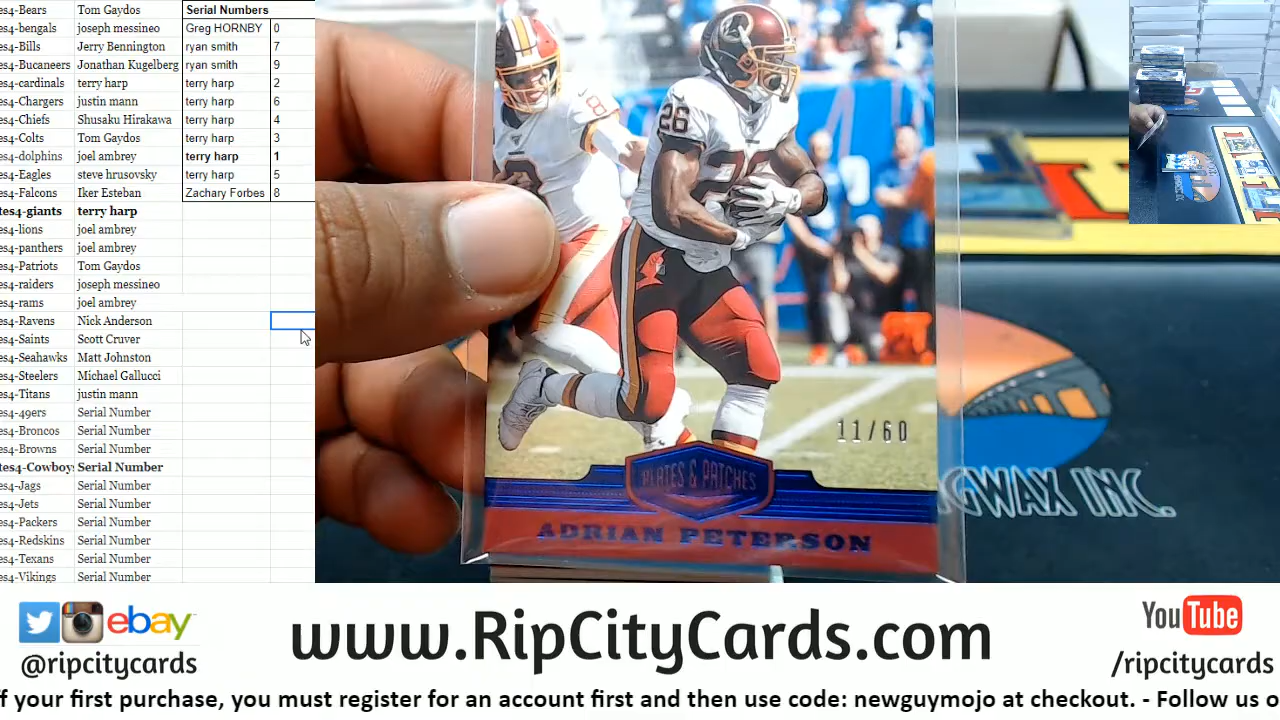 es4-Bears Tom Gaydos Serial Numbers
es4-bengals joseph messineo Greg HORNBY 0
es4-Bills Jerry Bennington ryan smith 7
es4-Bucaneers Jonathan Kugelberg ryan smith 9
es4-cardinals terry harp terry harp 2
es4-Chargers justin mann terry harp 6
es4-Chiefs Shusaku Hirakawa terry harp 4
es4-Colts Tom Gaydos terry harp 3
es4-dolphins joel ambrey terry harp 1
es4-Eagles steve hrusovsky terry harp 5
es4-Falcons Iker Esteban Zachary Forbes 8
tes4-giants terry harp
es4-lions joel ambrey
es4-panthers joel ambrey
es4-Patriots Tom Gaydos
es4-raiders joseph messineo
es4-rams joel ambrey
es4-Ravens Nick Anderson
es4-Saints Scott Cruver
es4-Seahawks Matt Johnston
es4-Steelers Michael Gallucci
es4-Titans justin mann
es4-49ers Serial Number
es4-Broncos Serial Number
es4-Browns Serial Number
tes4-Cowboys Serial Number
es4-Jags Serial Number
es4-Jets Serial Number
es4-Packers Serial Number
es4-Redskins Serial Number
es4-Texans Serial Number
es4-Vikings Serial Number
8
26
26
11/60
PLATES & PATCHES
ADRIAN PETERSON
GWAX INC.
ebay
@ripcitycards
www.RipCityCards.com
YouTube
/ripcitycards
f your first purchase, you must register for an account first and then use code: newguymojo at checkout. - Follow us o